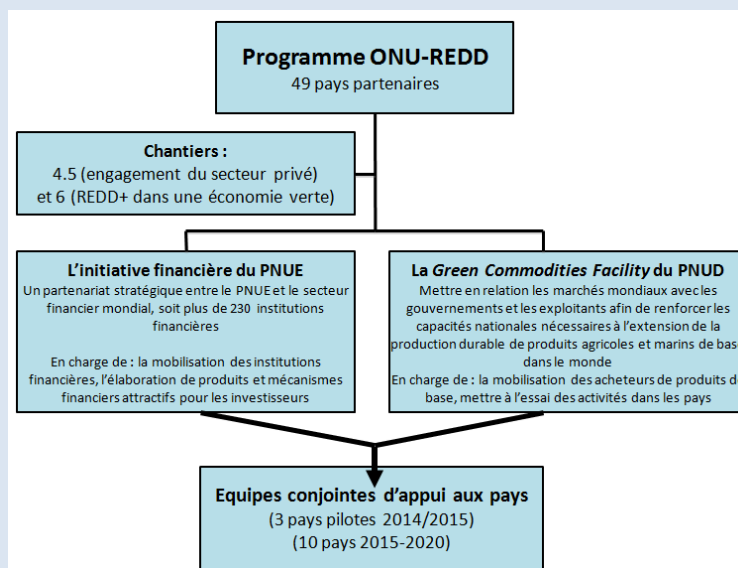 Programme ONU-REDD
49 pays partenaires
Chantiers :
4.5 (engagement du secteur privé)
et 6 (REDD+ dans une économie verte)
L'initiative financière du PNUE
Un partenariat stratégique entre le PNUE et le secteur
financier mondial, soit plus de 230 institutions
financières
En charge de : la mobilisation des institutions
financières, l'élaboration de produits et mécanismes
financiers attractifs pour les investisseurs
La Green Commodities Facility du PNUD
Mettre en relation les marchés mondiaux avec les
gouvernements et les exploitants afin de renforcer les
capacités nationales nécessaires à l'extension de la
production durable de produits agricoles et marins de base
dans le monde
En charge de : la mobilisation des acheteurs de produits de
base, mettre à l'essai des activités dans les pays
Equipes conjointes d'appui aux pays
(3 pays pilotes 2014/2015)
(10 pays 2015-2020)